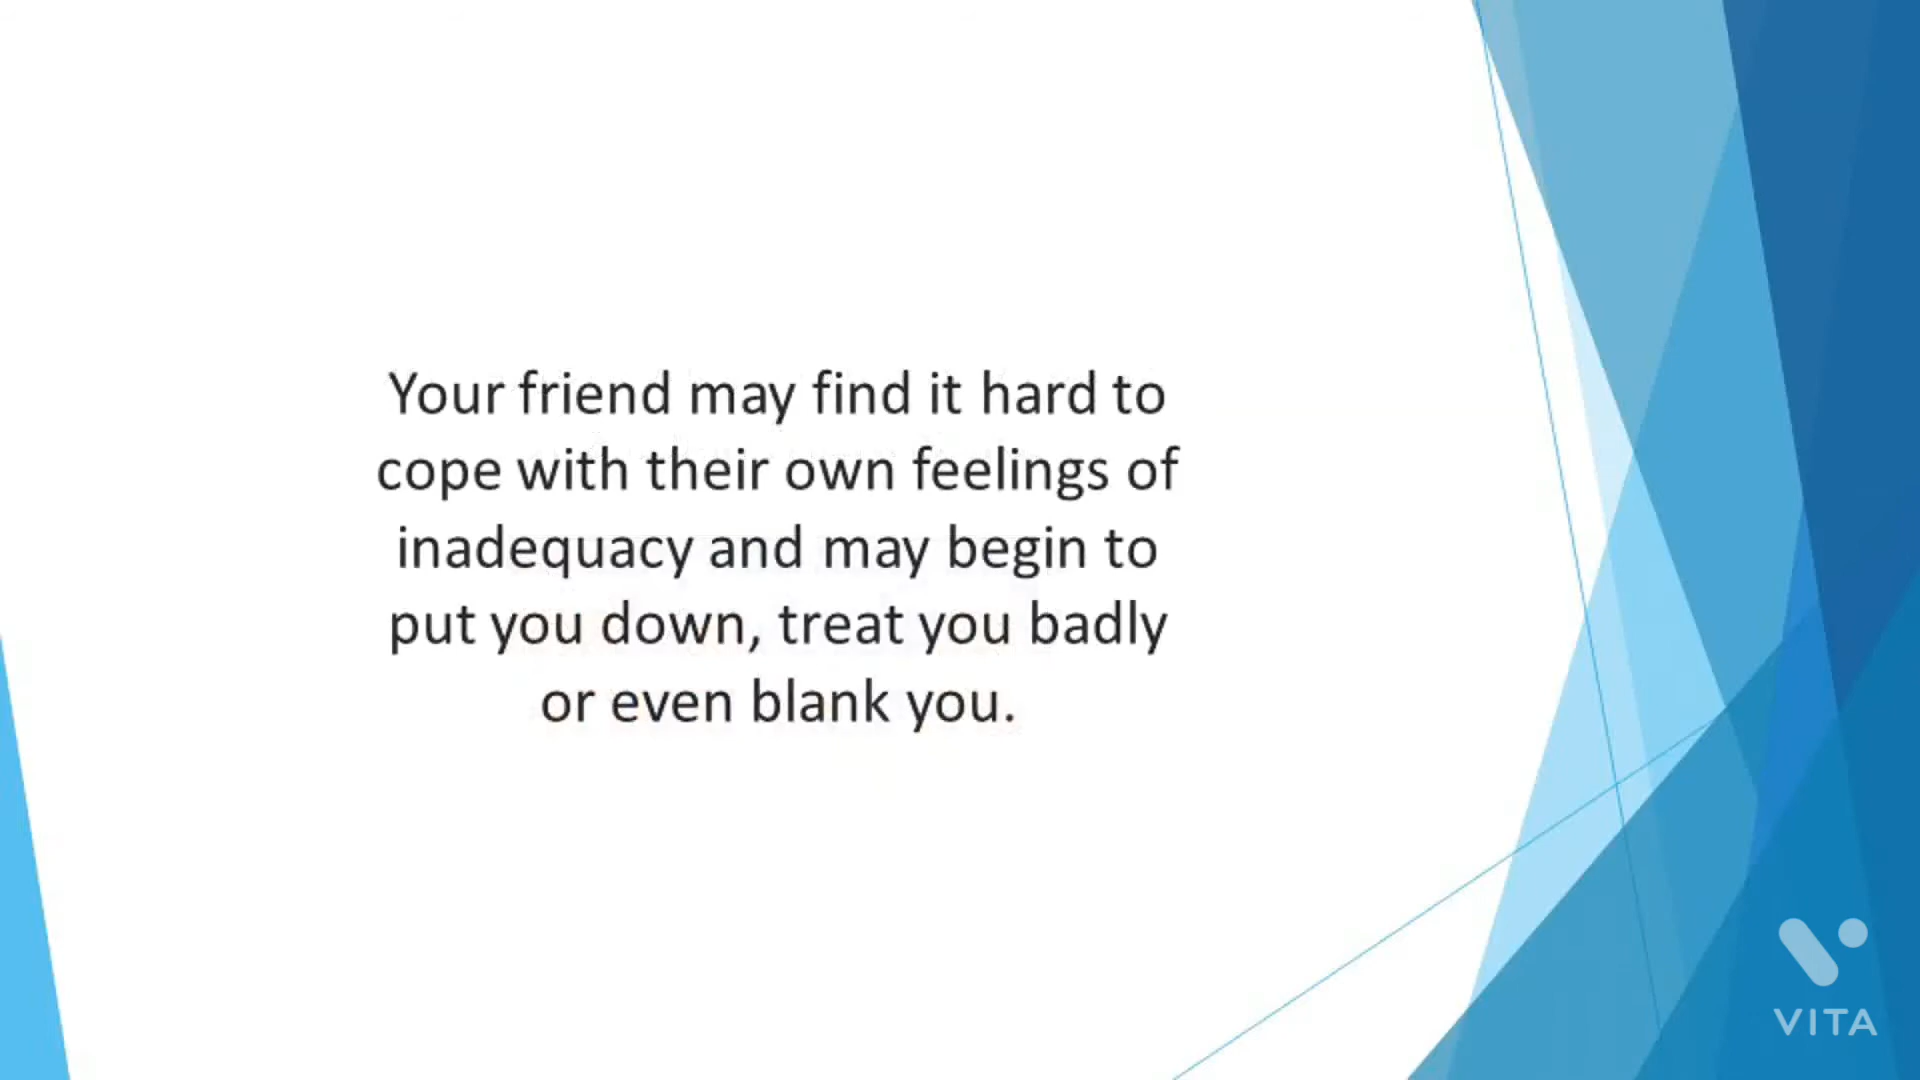 Your friend may find it hard to
cope with their own feelings of
inadequacy and may begin to
put you down, treat you badly
or even blank you.
VITA